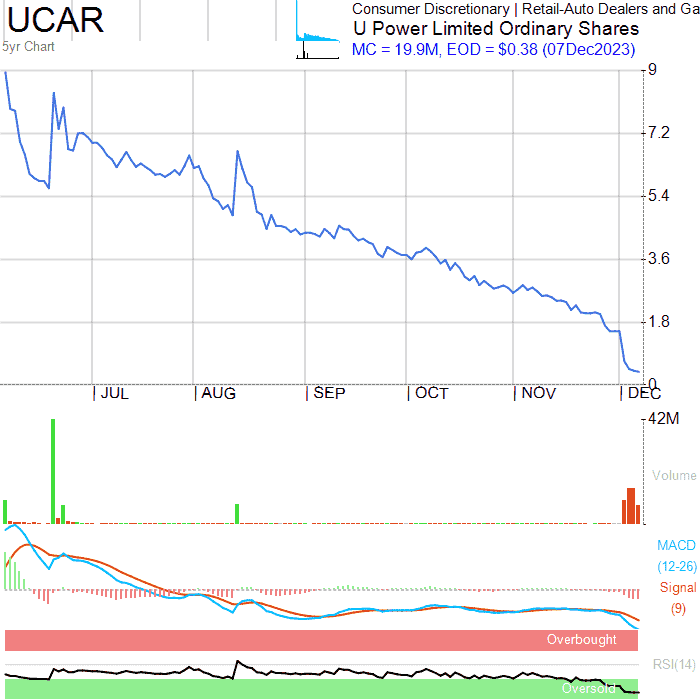 UCAR
5yr Chart
Consumer Discretionary | Retail-Auto Dealers and Ga
U Power Limited Ordinary Shares
MC = 19.9M, EOD = $0.38 (07Dec2023)
9
7.2
5.4
3.6
1.8
0
JUL AUG SEP OCT NOV DEC
42M
Volume
MACD
(12-26)
Signal
(9)
Overbought
RSI(14)
Oversold